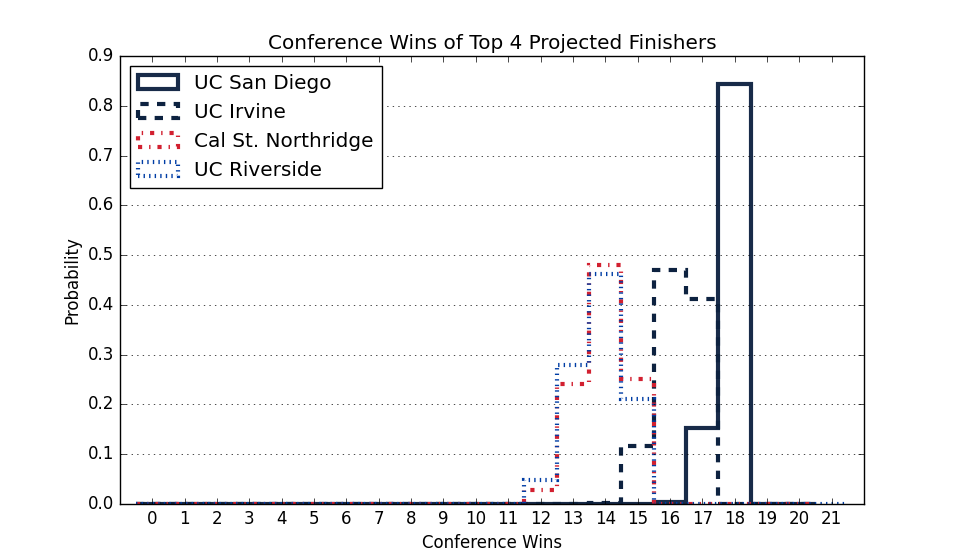 Conference Wins of Top 4 Projected Finishers
UC San Diego
UC Irvine
Cal St. Northridge
UC Riverside
Probability
0.9
0.8
0.7
0.6
0.5
0.4
0.3
0.2
0.1
0.0
0 1 2 3 4 5 6 7 8 9 10 11 12 13 14 15 16 17 18 19 20 21
Conference Wins